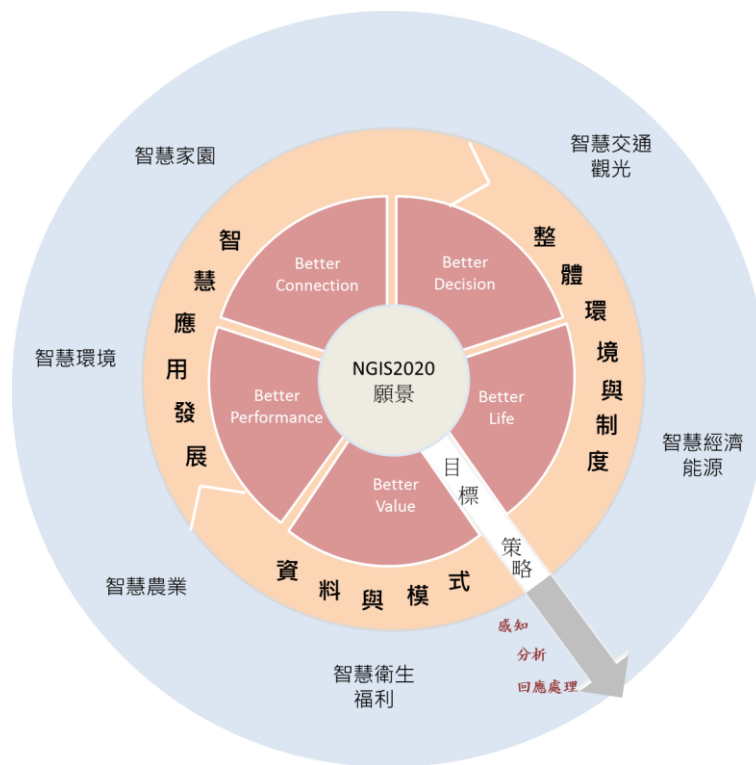 智慧家園
智慧交通
觀光
智慧環境
智慧經濟
能源
智慧農業
智慧衛生
福利
智慧應用發展
整體環境與制度
資料與模式
Better
Connection
Better
Decision
Better
Performance
Better
Life
Better
Value
NGIS2020
願景
目標
策略
感知
分析
回應處理